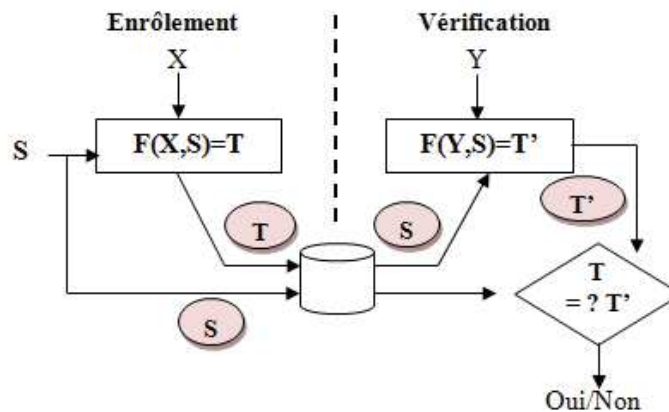 Enrôlement
Vérification
X
Y
S
F(X,S)=T
F(Y,S)=T’
T
S
T’
S
T
= ? T’
Oui/Non